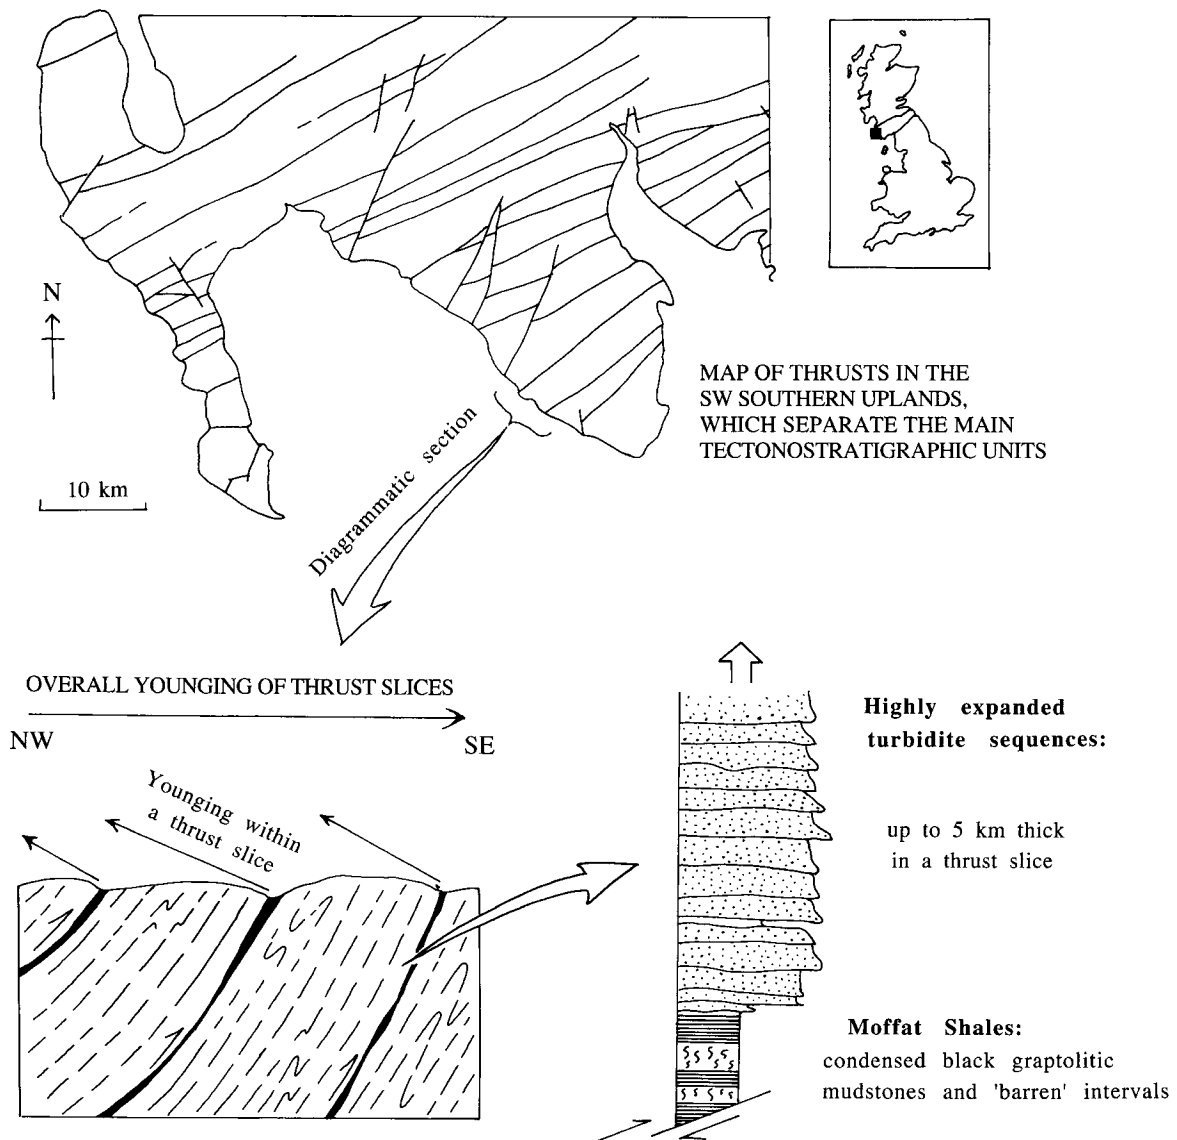 N
10 km
MAP OF THRUSTS IN THE
SW SOUTHERN UPLANDS,
WHICH SEPARATE THE MAIN
TECTONOSTRATIGRAPHIC UNITS
Diagrammatic section
OVERALL YOUNGING OF THRUST SLICES
NW
SE
Younging within
a thrust slice
Highly expanded
turbidite sequences:
up to 5 km thick
in a thrust slice
Moffat Shales:
condensed black graptolitic
mudstones and 'barren' intervals